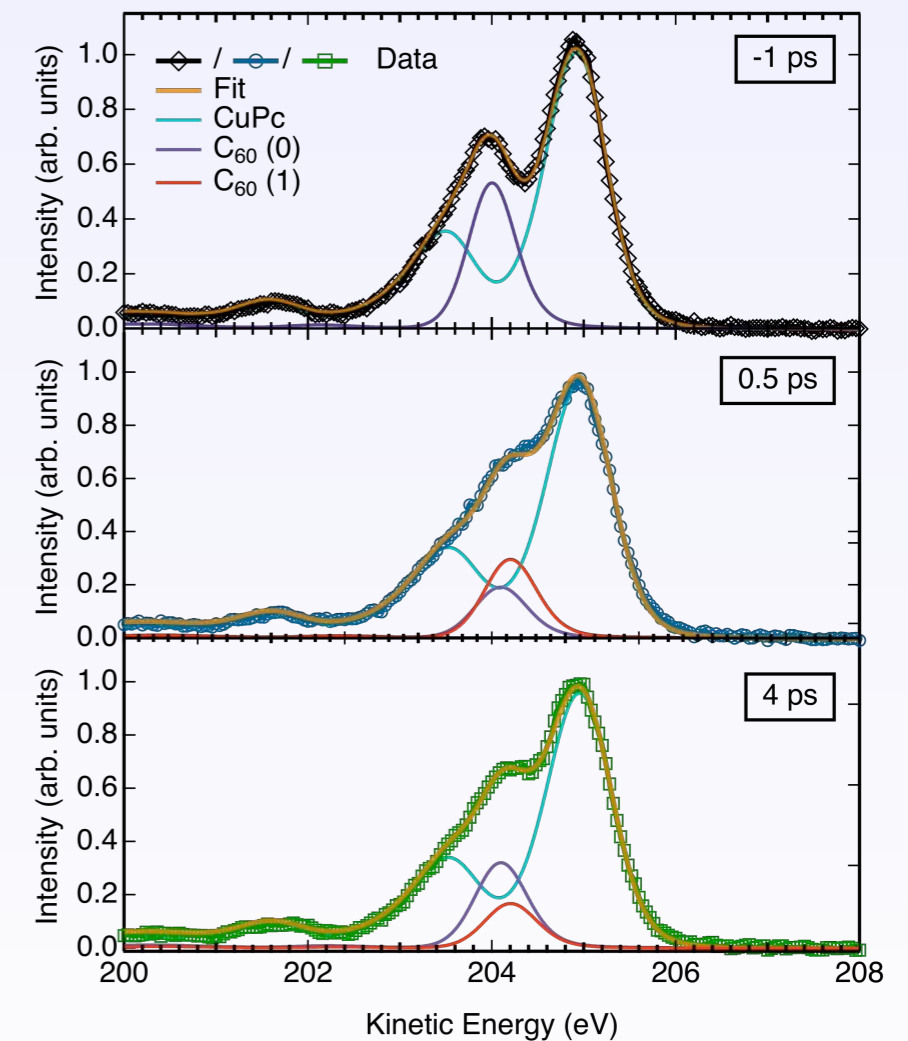 -1 ps
/ / Data
Fit
CuPc
C₆₀ (0)
C₆₀ (1)
Intensity (arb. units)
1.0
0.8
0.6
0.4
0.2
0.0
0.5 ps
Intensity (arb. units)
1.0
0.8
0.6
0.4
0.2
0.0
4 ps
Intensity (arb. units)
1.0
0.8
0.6
0.4
0.2
0.0
200 202 204 206 208
Kinetic Energy (eV)